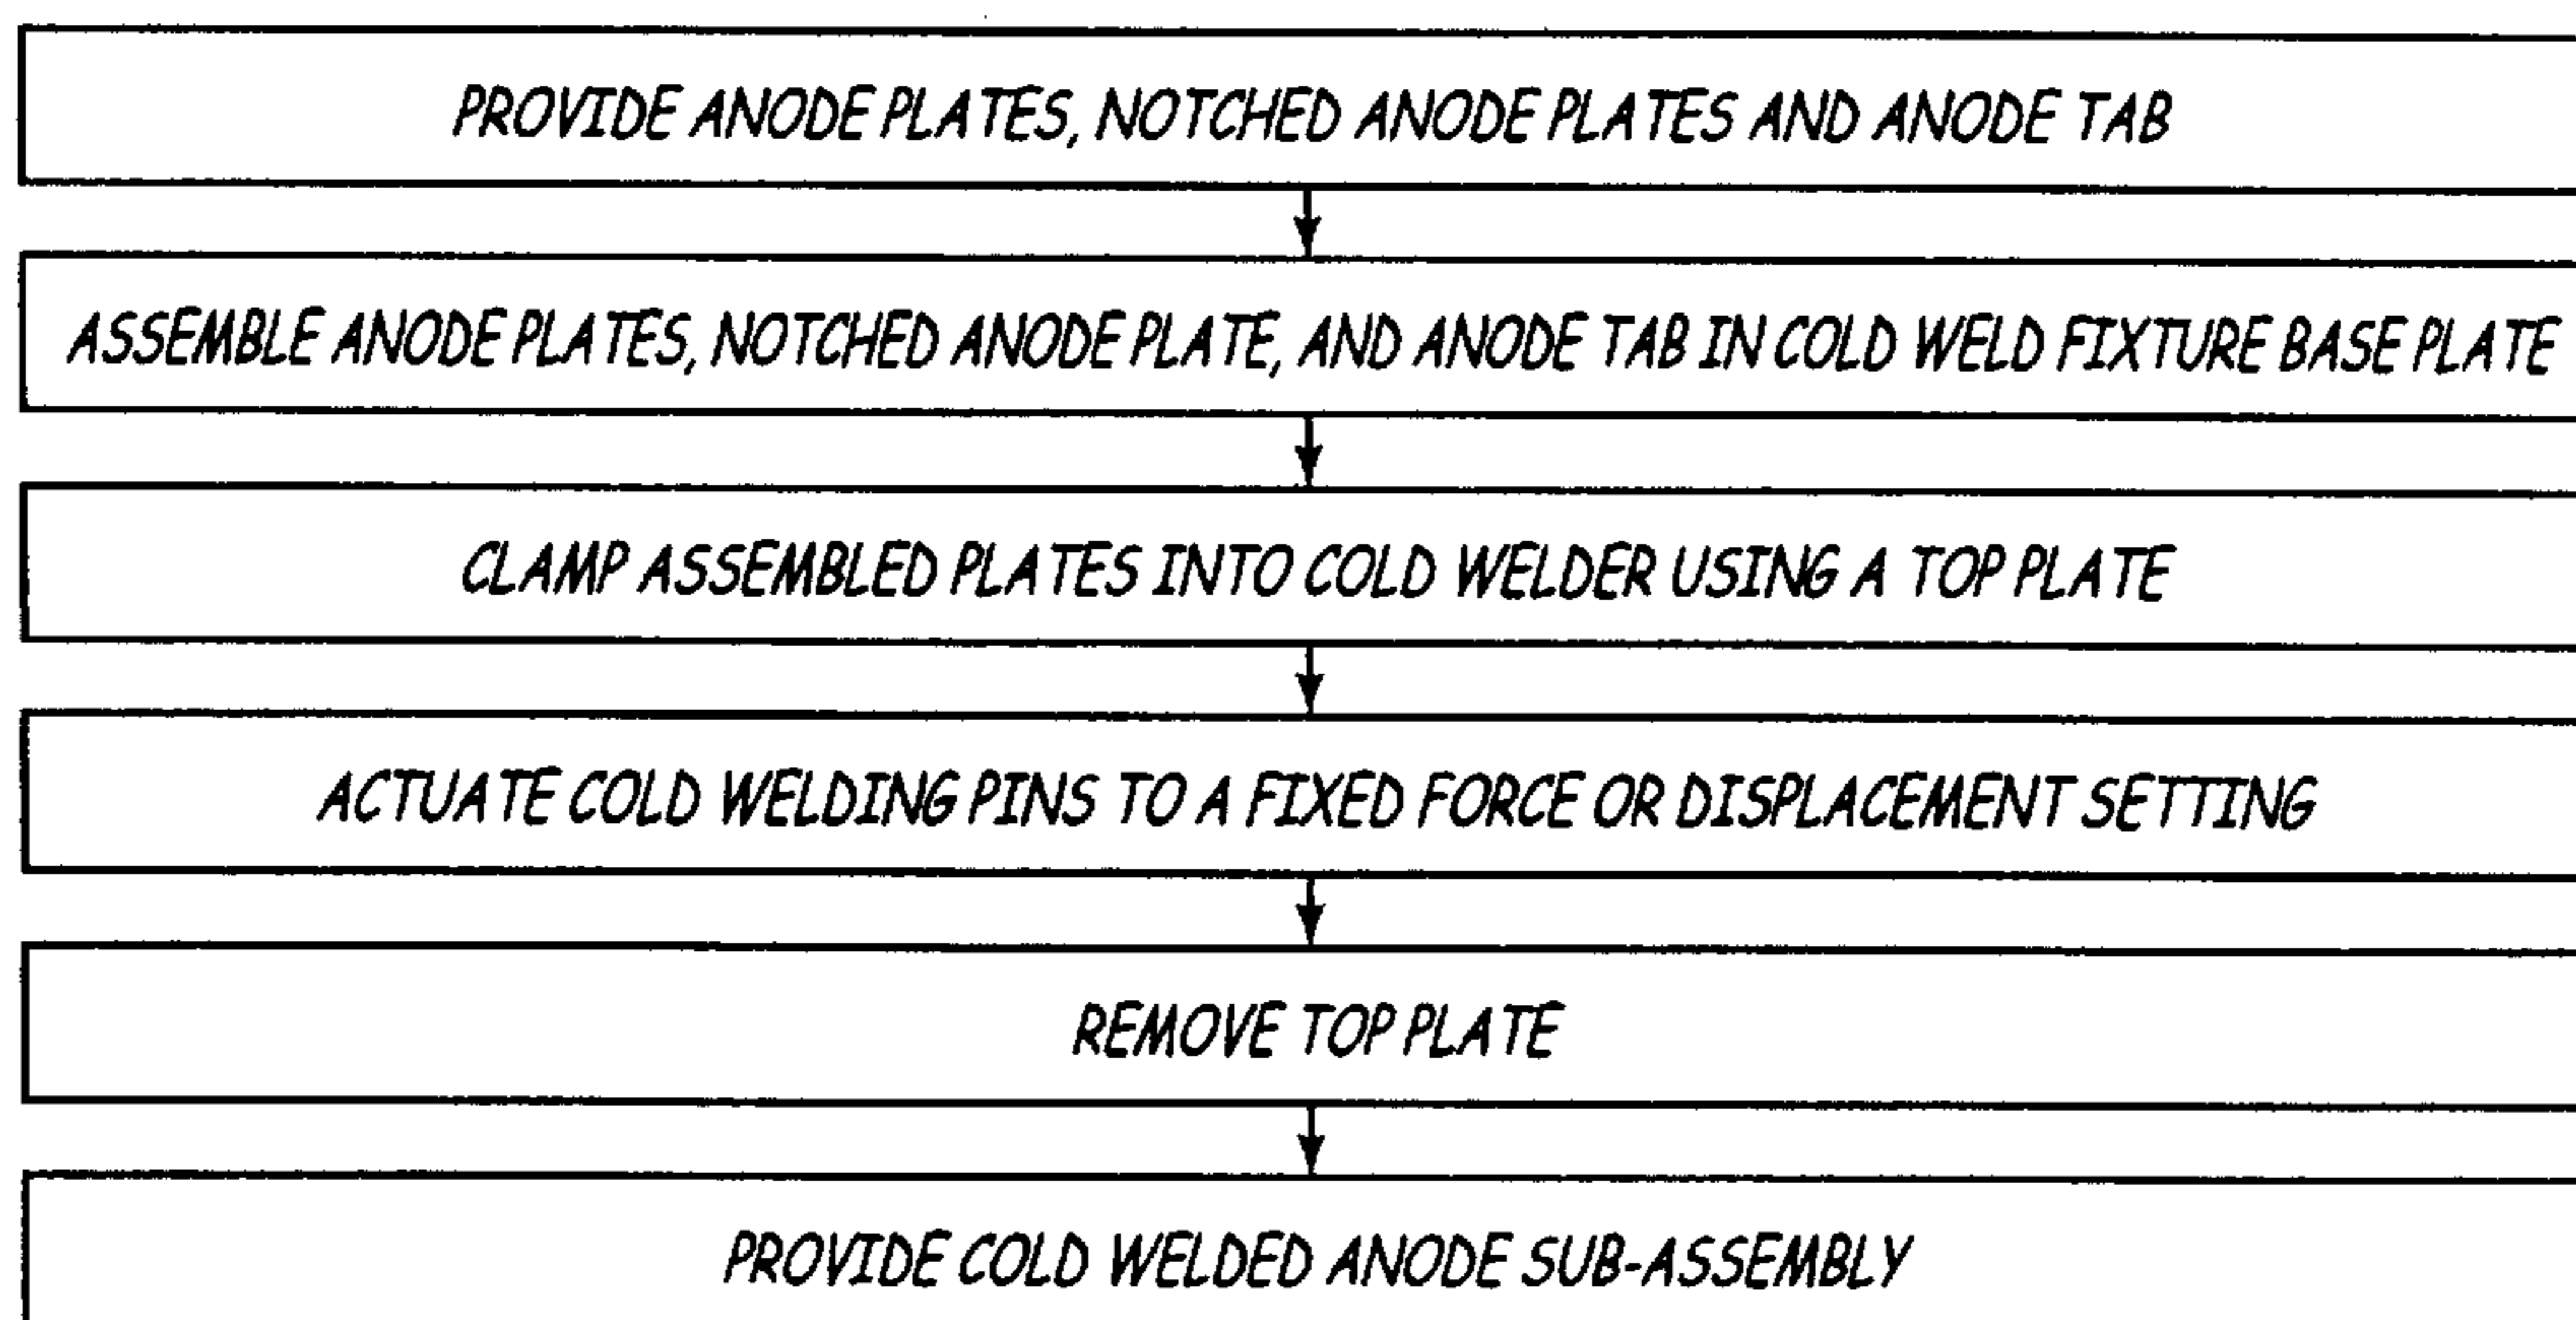 PROVIDE ANODE PLATES, NOTCHED ANODE PLATES AND ANODE TAB
ASSEMBLE ANODE PLATES, NOTCHED ANODE PLATE, AND ANODE TAB IN COLD WELD FIXTURE BASE PLATE
CLAMP ASSEMBLED PLATES INTO COLD WELDER USING A TOP PLATE
ACTUATE COLD WELDING PINS TO A FIXED FORCE OR DISPLACEMENT SETTING
REMOVE TOP PLATE
PROVIDE COLD WELDED ANODE SUB-ASSEMBLY